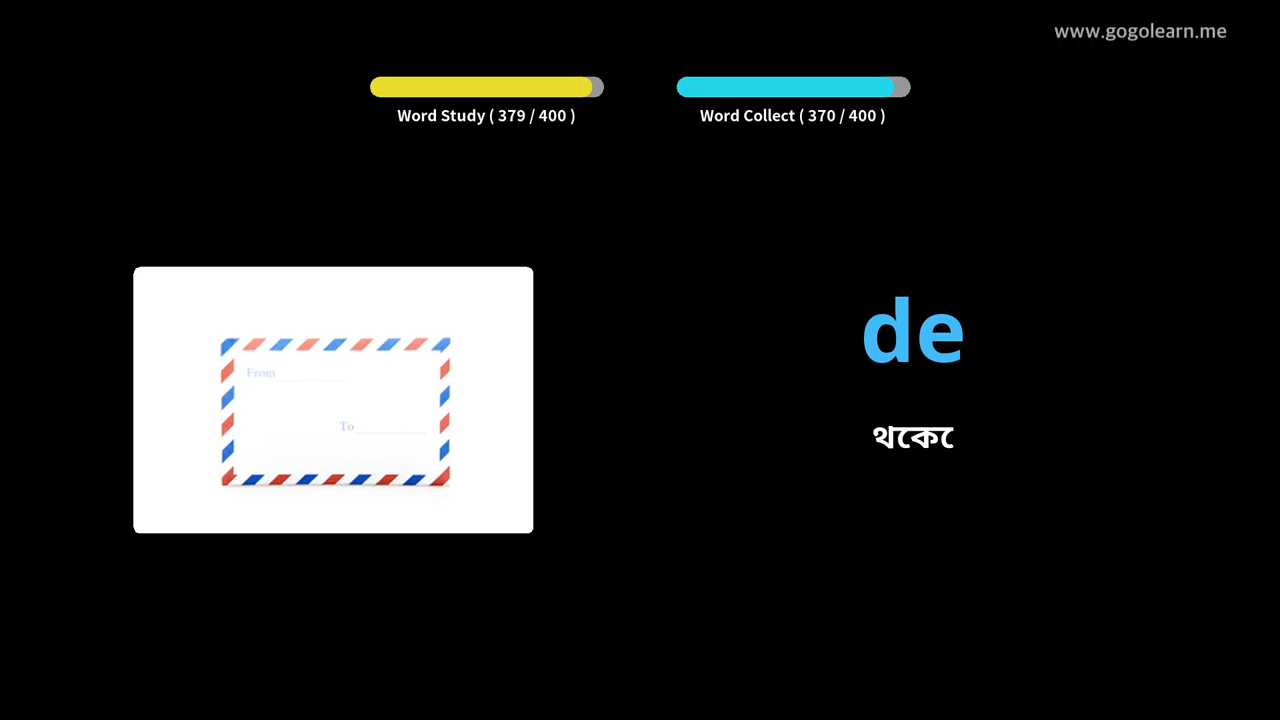 www.gogolearn.me
Word Study ( 379 / 400 )
Word Collect ( 370 / 400 )
From
To
de
থেকে